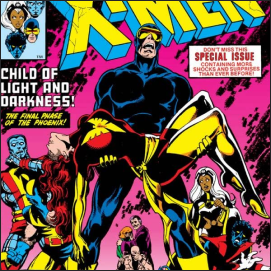 X-MEN
DON'T MISS THIS
SPECIAL ISSUE
CONTAINING MORE
SHOCKS AND SURPRISES
THAN EVER BEFORE!
CHILD OF
LIGHT AND
DARKNESS!
THE FINAL PHASE
OF THE PHOENIX!